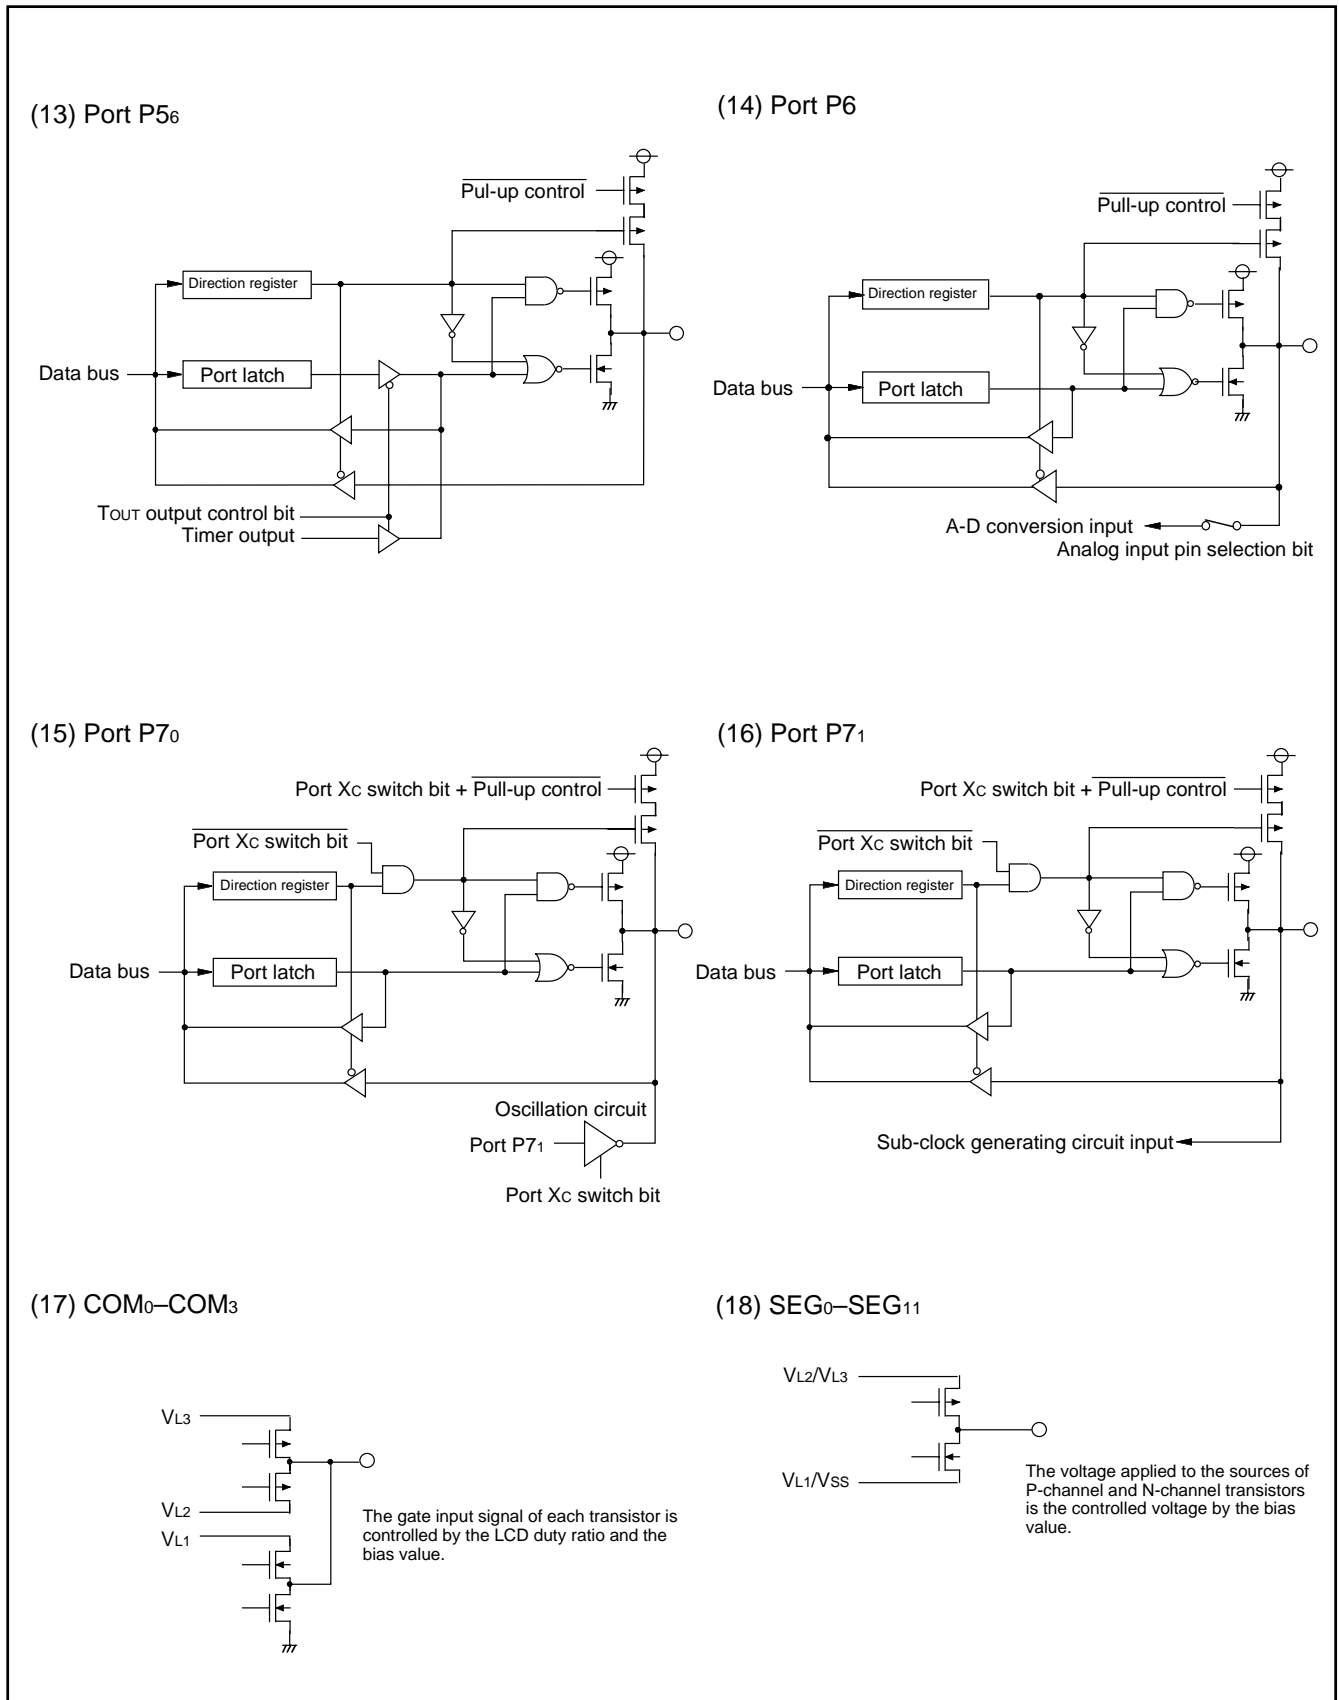 (13) Port P56
Pul-up control
Direction register
Data bus
Port latch
TOUT output control bit
Timer output
(14) Port P6
Pull-up control
Direction register
Data bus
Port latch
A-D conversion input
Analog input pin selection bit
(15) Port P70
Port XC switch bit + Pull-up control
Port XC switch bit
Direction register
Data bus
Port latch
Oscillation circuit
Port P71
Port XC switch bit
(16) Port P71
Port XC switch bit + Pull-up control
Port XC switch bit
Direction register
Data bus
Port latch
Sub-clock generating circuit input
(17) COM0–COM3
VL3
VL2
VL1
The gate input signal of each transistor is
controlled by the LCD duty ratio and the
bias value.
(18) SEG0–SEG11
VL2/VL3
VL1/VSS
The voltage applied to the sources of
P-channel and N-channel transistors
is the controlled voltage by the bias
value.